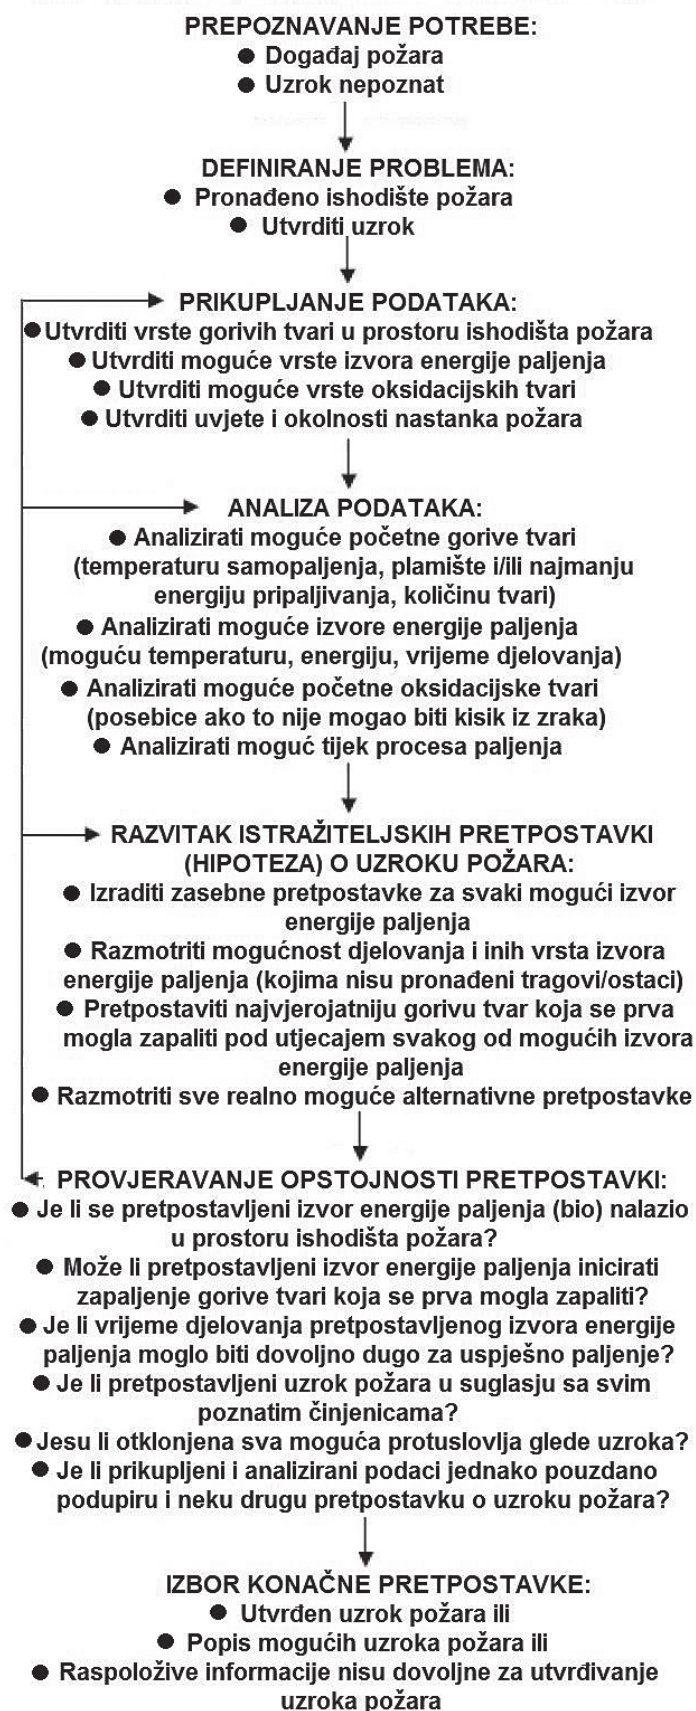 PREPOZNAVANJE POTREBE:
● Događaj požara
● Uzrok nepoznat
DEFINIRANJE PROBLEMA:
● Pronađeno ishodište požara
● Utvrditi uzrok
PRIKUPLJANJE PODATAKA:
● Utvrditi vrste gorivih tvari u prostoru ishodišta požara
● Utvrditi moguće vrste izvora energije paljenja
● Utvrditi moguće vrste oksidacijskih tvari
● Utvrditi uvjete i okolnosti nastanka požara
ANALIZA PODATAKA:
● Analizirati moguće početne gorive tvari
(temperaturu samopaljenja, plamište i/ili najmanju
energiju pripaljivanja, količinu tvari)
● Analizirati moguće izvore energije paljenja
(moguću temperaturu, energiju, vrijeme djelovanja)
● Analizirati moguće početne oksidacijske tvari
(posebice ako to nije mogao biti kisik iz zraka)
● Analizirati moguć tijek procesa paljenja
RAZVITAK ISTRAŽITELJSKIH PRETPOSTAVKI
(HIPOTEZA) O UZROKU POŽARA:
● Izraditi zasebne pretpostavke za svaki mogući izvor
energije paljenja
● Razmotriti mogućnost djelovanja i inih vrsta izvora
energije paljenja (kojima nisu pronađeni tragovi/ostaci)
● Pretpostaviti najvjerojatniju gorivu tvar koja se prva
mogla zapaliti pod utjecajem svakog od mogućih izvora
energije paljenja
● Razmotriti sve realno moguće alternativne pretpostavke
PROVJERAVANJE OPSTOJNOSTI PRETPOSTAVKI:
● Je li se pretpostavljeni izvor energije paljenja (bio) nalazio
u prostoru ishodišta požara?
● Može li pretpostavljeni izvor energije paljenja inicirati
zapaljenje gorive tvari koja se prva mogla zapaliti?
● Je li vrijeme djelovanja pretpostavljenog izvora energije
paljenja moglo biti dovoljno dugo za uspješno paljenje?
● Je li pretpostavljeni uzrok požara u suglasju sa svim
poznatim činjenicama?
● Jesu li otklonjena sva moguća protuslovlja glede uzroka?
● Je li prikupljeni i analizirani podaci jednako pouzdano
podupiru i neku drugu pretpostavku o uzroku požara?
IZBOR KONAČNE PRETPOSTAVKE:
● Utvrđen uzrok požara ili
● Popis mogućih uzroka požara ili
● Raspoložive informacije nisu dovoljne za utvrđivanje
uzroka požara